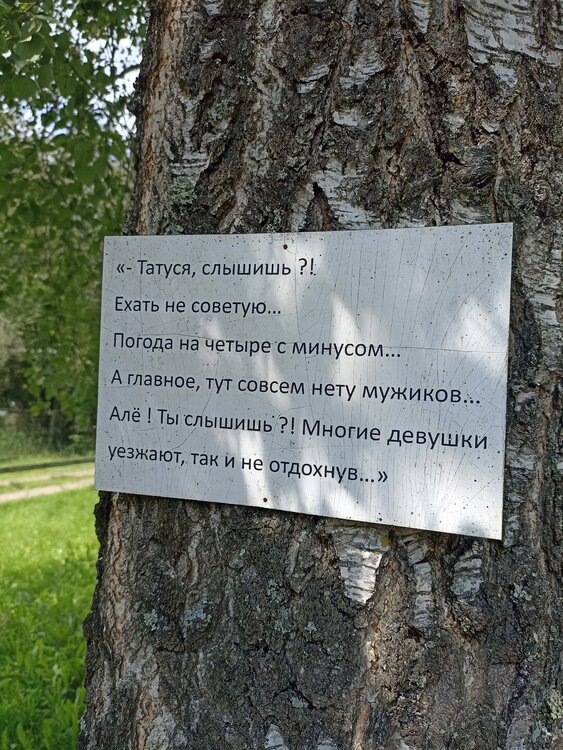 «- Татуся, слышишь ?!
Ехать не советую...
Погода на четыре с минусом...
А главное, тут совсем нету мужиков...
Алё ! Ты слышишь ?! Многие девушки
уезжают, так и не отдохнув...»